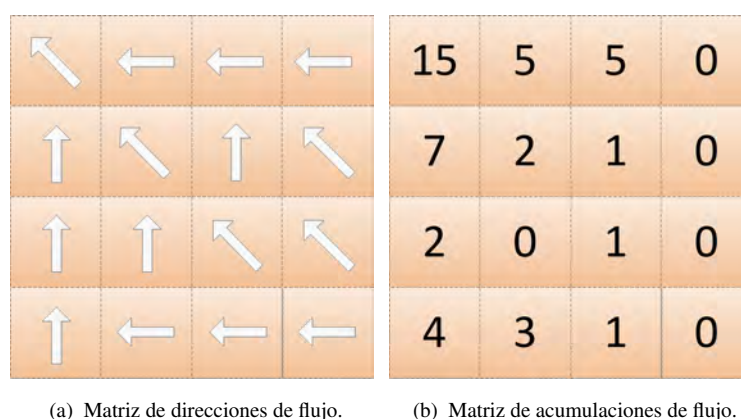 15 5 5 0
7 2 1 0
2 0 1 0
4 3 1 0
(a) Matriz de direcciones de flujo. (b) Matriz de acumulaciones de flujo.